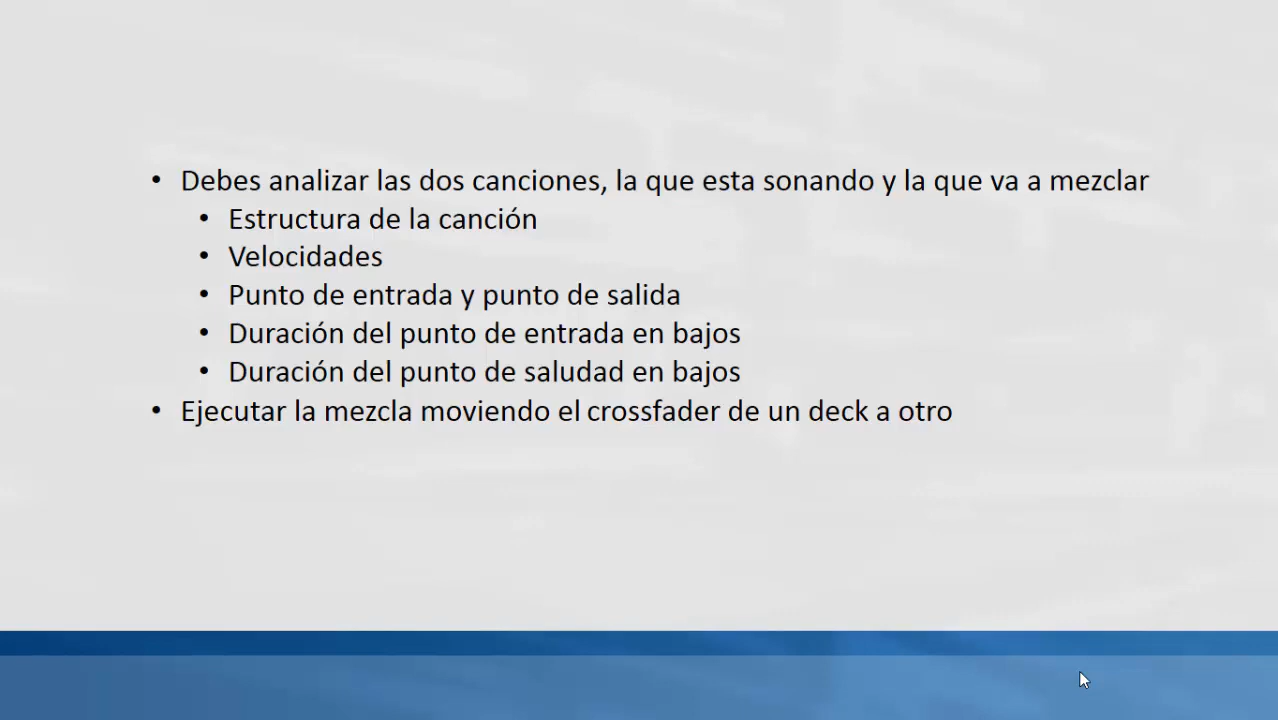 • Debes analizar las dos canciones, la que esta sonando y la que va a mezclar
• Estructura de la canción
• Velocidades
• Punto de entrada y punto de salida
• Duración del punto de entrada en bajos
• Duración del punto de saludad en bajos
• Ejecutar la mezcla moviendo el crossfader de un deck a otro